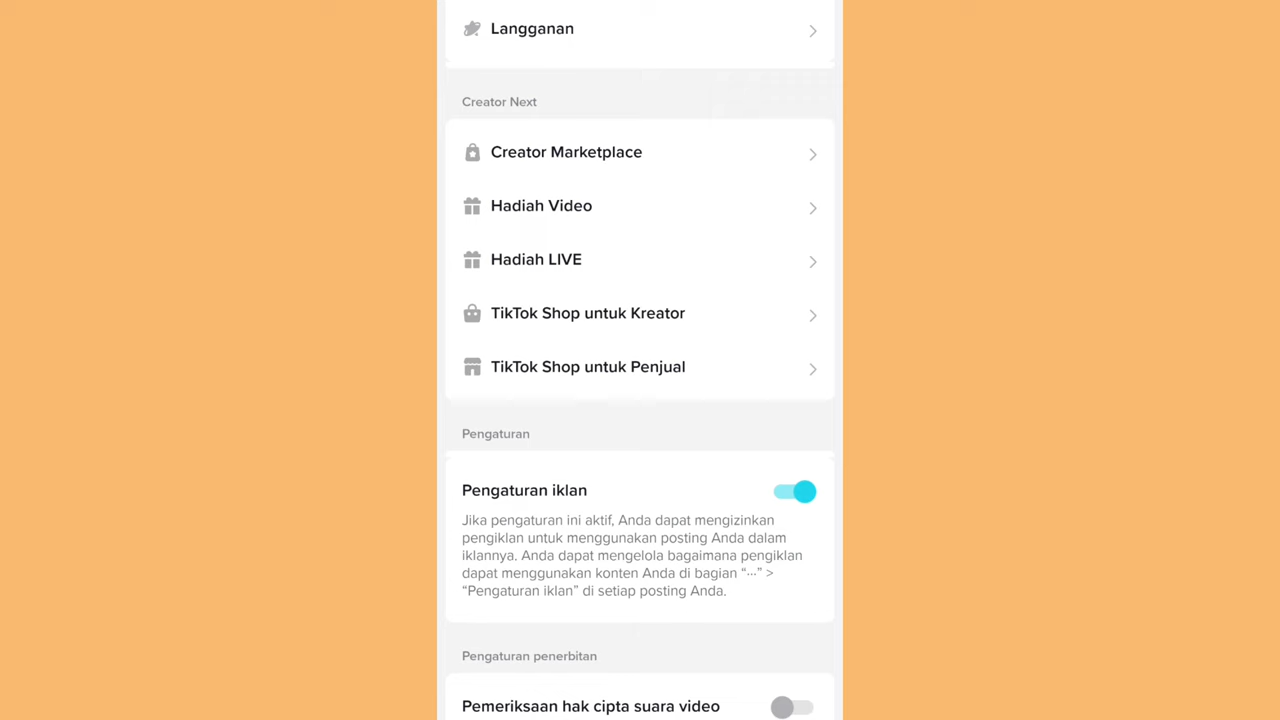 Langganan
Creator Next
Creator Marketplace
Hadiah Video
Hadiah LIVE
TikTok Shop untuk Kreator
TikTok Shop untuk Penjual
Pengaturan
Pengaturan iklan
Jika pengaturan ini aktif, Anda dapat mengizinkan
pengiklan untuk menggunakan posting Anda dalam
iklannya. Anda dapat mengelola bagaimana pengiklan
dapat menggunakan konten Anda di bagian “···” >
“Pengaturan iklan” di setiap posting Anda.
Pengaturan penerbitan
Pemeriksaan hak cipta suara video